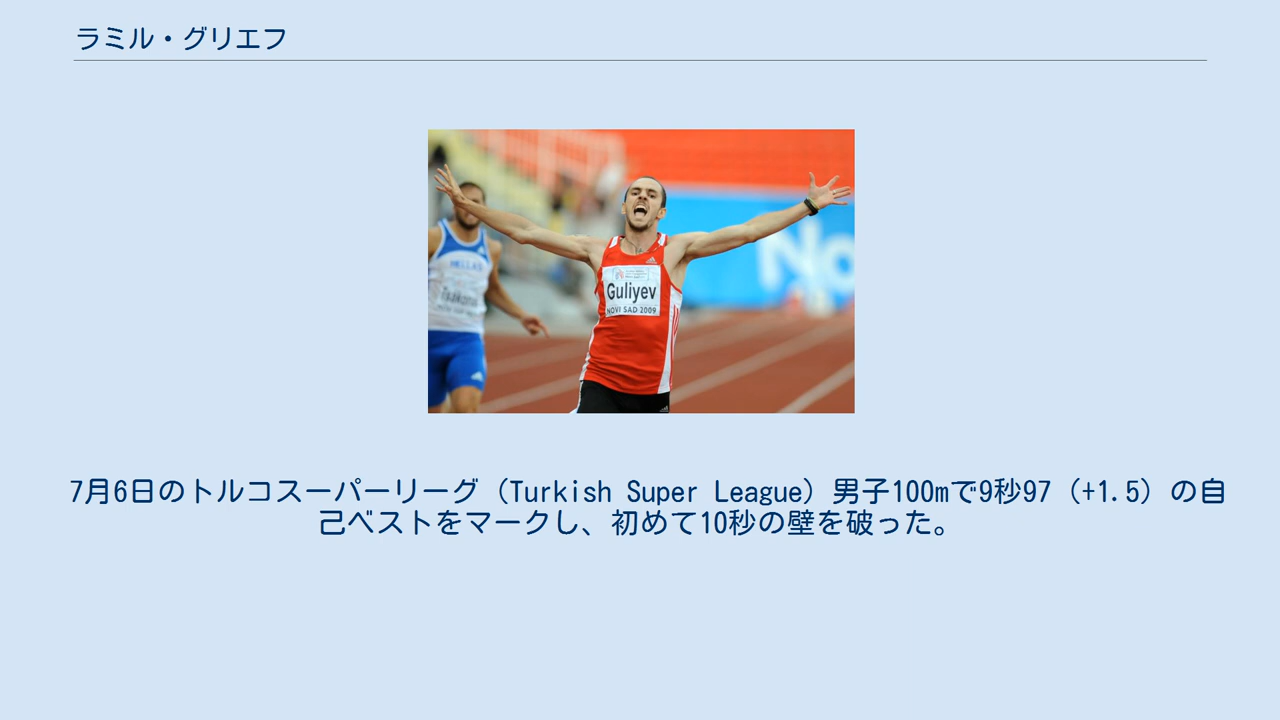 ラミル・グリエフ
No
HELLAS
Guliyev
NOVI SAD 2009
7月6日のトルコスーパーリーグ（Turkish Super League）男子100mで9秒97（+1.5）の自
己ベストをマークし、初めて10秒の壁を破った。